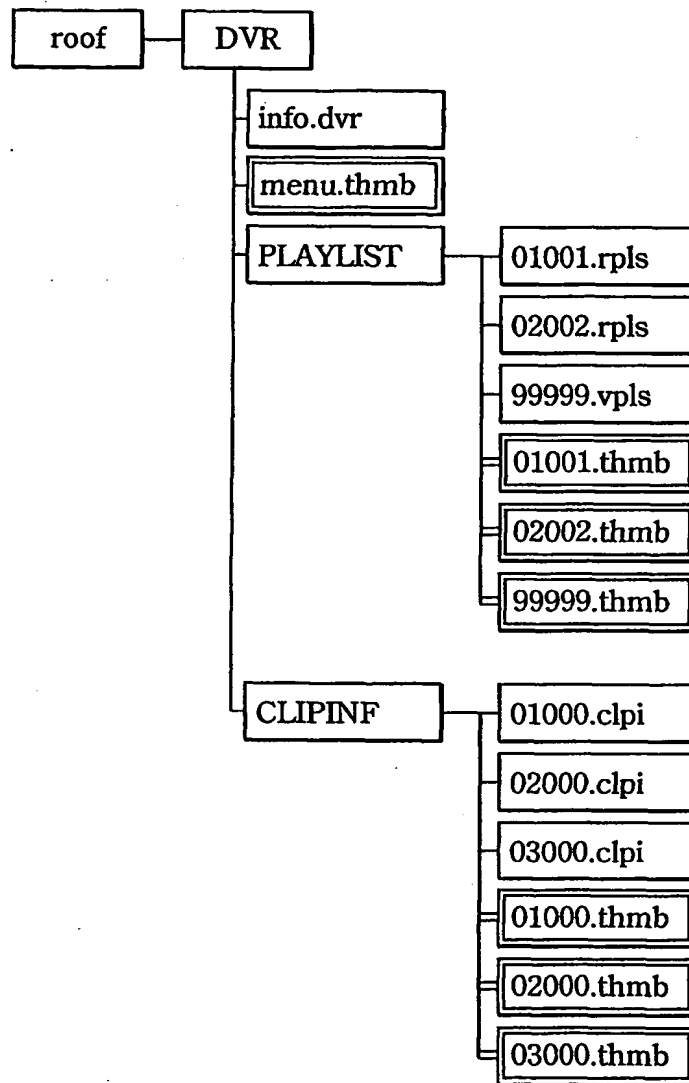 roof DVR
info.dvr
menu.thmb
PLAYLIST 01001.rpls
02002.rpls
99999.vpls
01001.thmb
02002.thmb
99999.thmb
CLIPINF 01000.clpi
02000.clpi
03000.clpi
01000.thmb
02000.thmb
03000.thmb